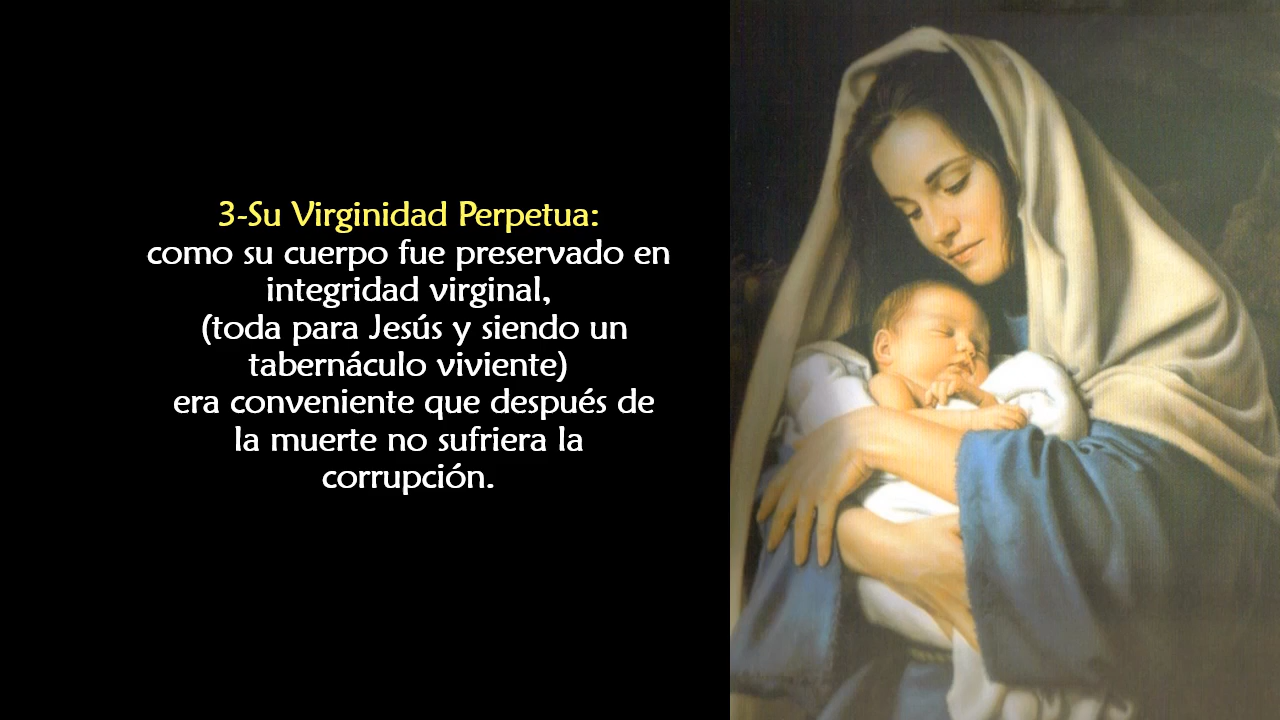 3-Su Virginidad Perpetua:
como su cuerpo fue preservado en
integridad virginal,
(toda para Jesús y siendo un
tabernáculo viviente)
era conveniente que después de
la muerte no sufriera la
corrupción.